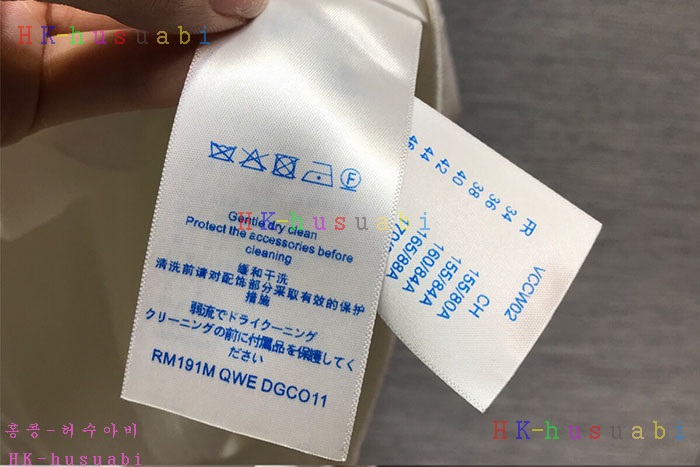 HK-husuabi
Gentle dry clean
HK-husuabi
Protect the accessories before
cleaning
缓和干洗
清洗前请对配饰部分采取有效的保护
措施
弱流でドライクーニング
クリーニングの前に付属品を保護してく
ださい
RM191M QWE DGCO11
VCCW02
FR CH
34 155/80A
36 155/84A
38 160/84A
40 165/88A
42
44
홍콩-허수아비
HK-husuabi
HK-husuabi